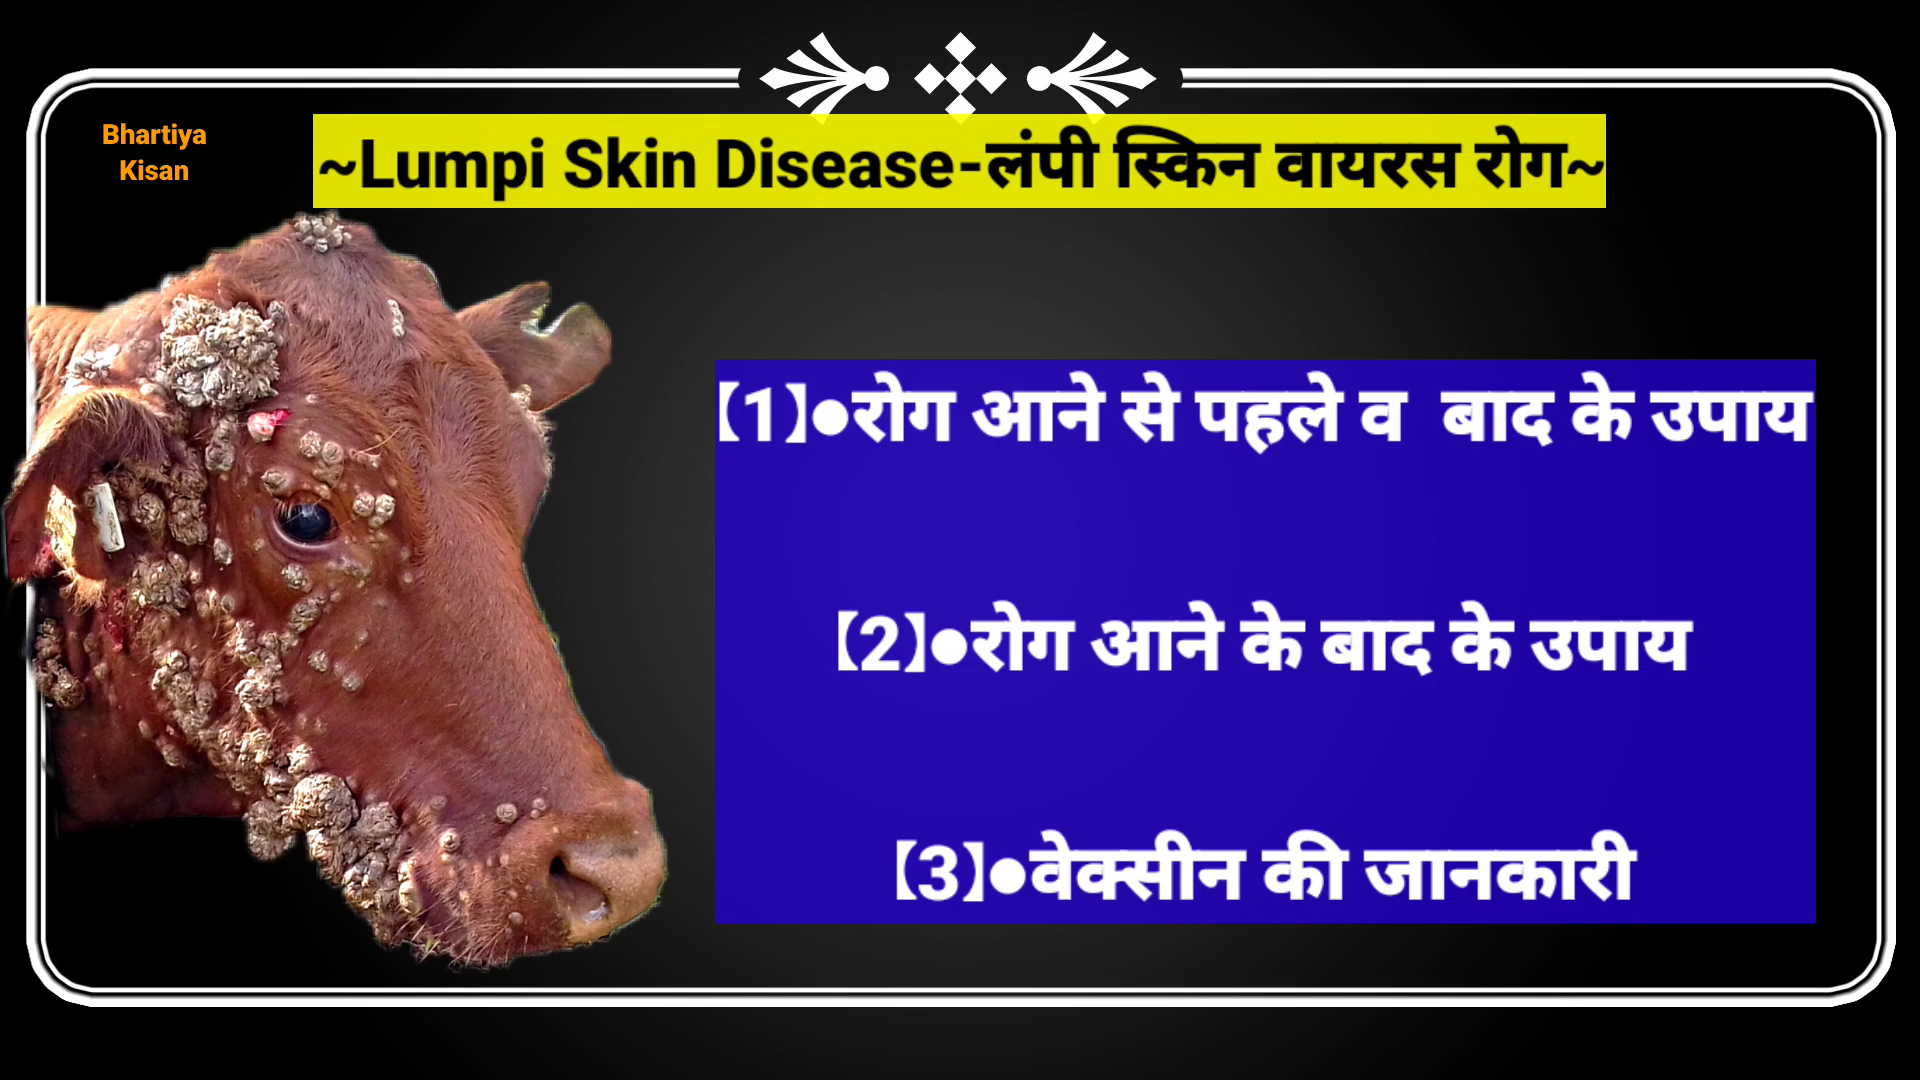 Bhartiya
Kisan
~Lumpi Skin Disease-लंपी स्किन वायरस रोग~
【1】●रोग आने से पहले व  बाद के उपाय
【2】●रोग आने के बाद के उपाय
【3】●वेक्सीन की जानकारी